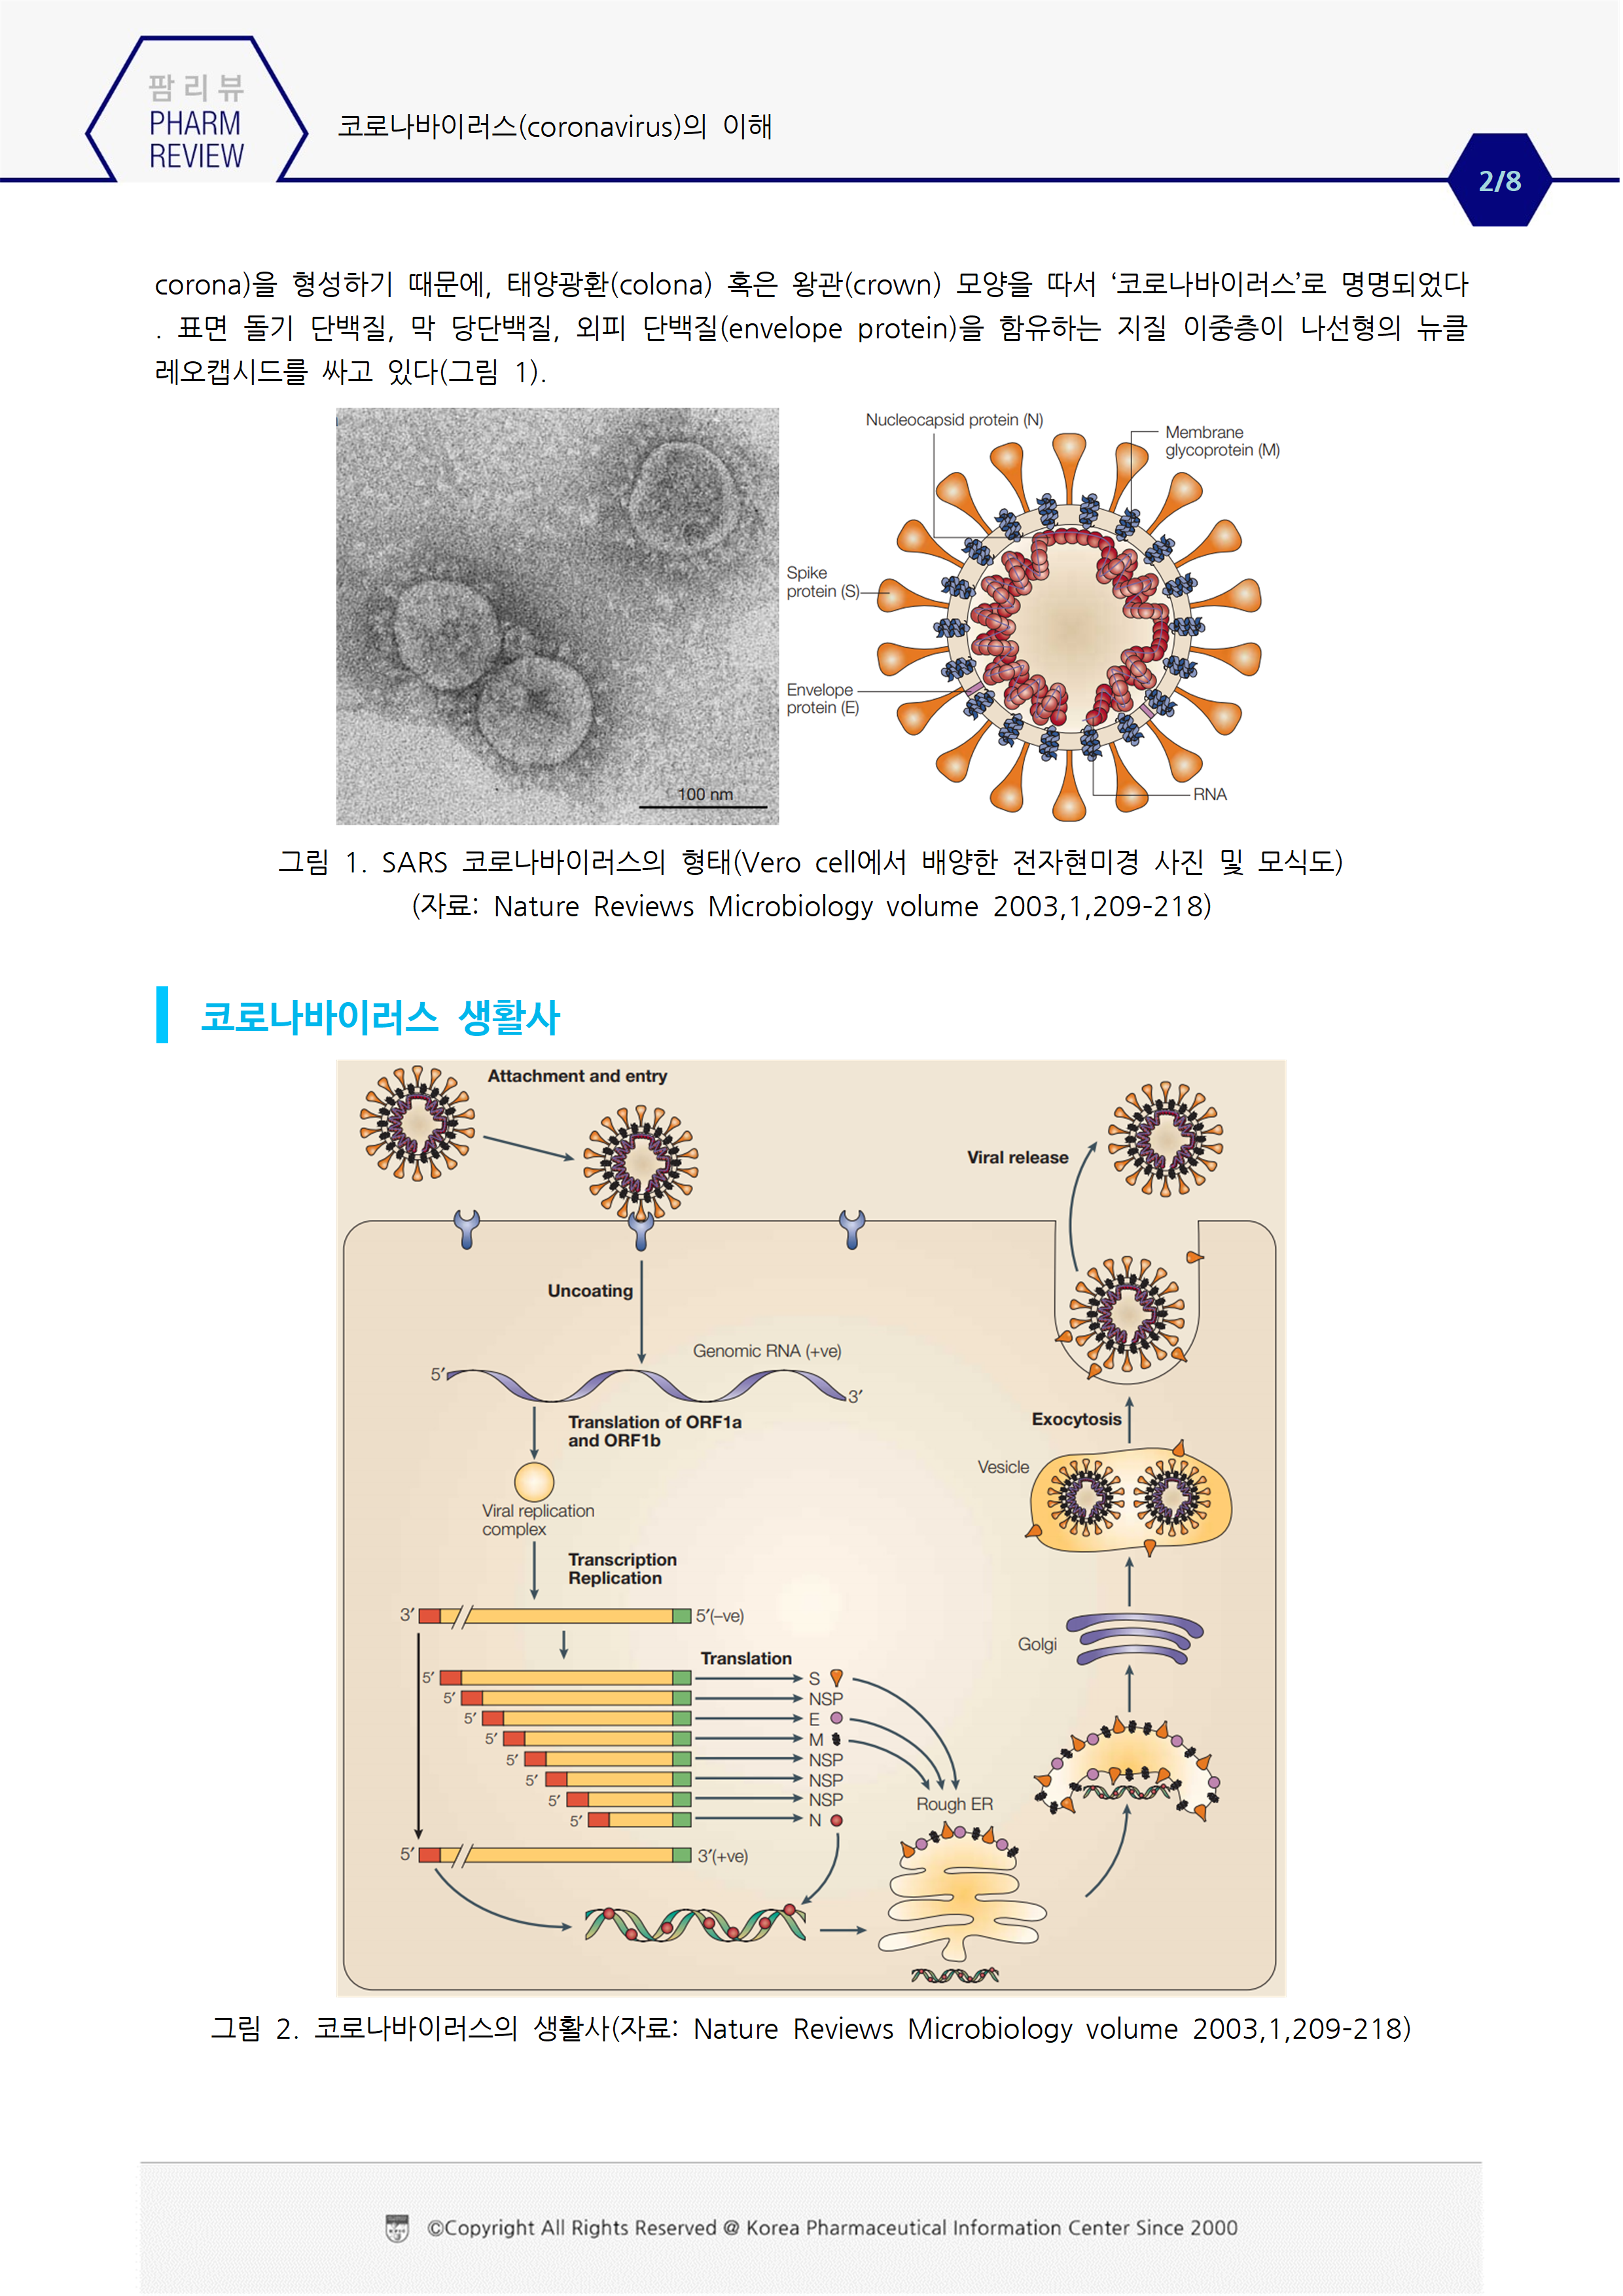 팜리뷰
PHARM
REVIEW
코로나바이러스(coronavirus)의 이해
2/8
corona)을 형성하기 때문에, 태양광환(colona) 혹은 왕관(crown) 모양을 따서 ‘코로나바이러스’로 명명되었다
. 표면 돌기 단백질, 막 당단백질, 외피 단백질(envelope protein)을 함유하는 지질 이중층이 나선형의 뉴클
레오캡시드를 싸고 있다(그림 1).
Nucleocapsid protein (N)
Membrane
glycoprotein (M)
Spike
protein (S)
Envelope
protein (E)
RNA
100 nm
그림 1. SARS 코로나바이러스의 형태(Vero cell에서 배양한 전자현미경 사진 및 모식도)
(자료: Nature Reviews Microbiology volume 2003,1,209-218)
코로나바이러스 생활사
Attachment and entry
Viral release
Uncoating
Genomic RNA (+ve)
5′
3′
Translation of ORF1a
and ORF1b
Exocytosis
Vesicle
Viral replication
complex
Transcription
Replication
3′
5′(–ve)
Golgi
Translation
5′
S
5′
NSP
5′
E
5′
M
5′
NSP
5′
NSP
5′
NSP
5′
N
Rough ER
5′
3′(+ve)
그림 2. 코로나바이러스의 생활사(자료: Nature Reviews Microbiology volume 2003,1,209-218)
©Copyright All Rights Reserved @ Korea Pharmaceutical Information Center Since 2000